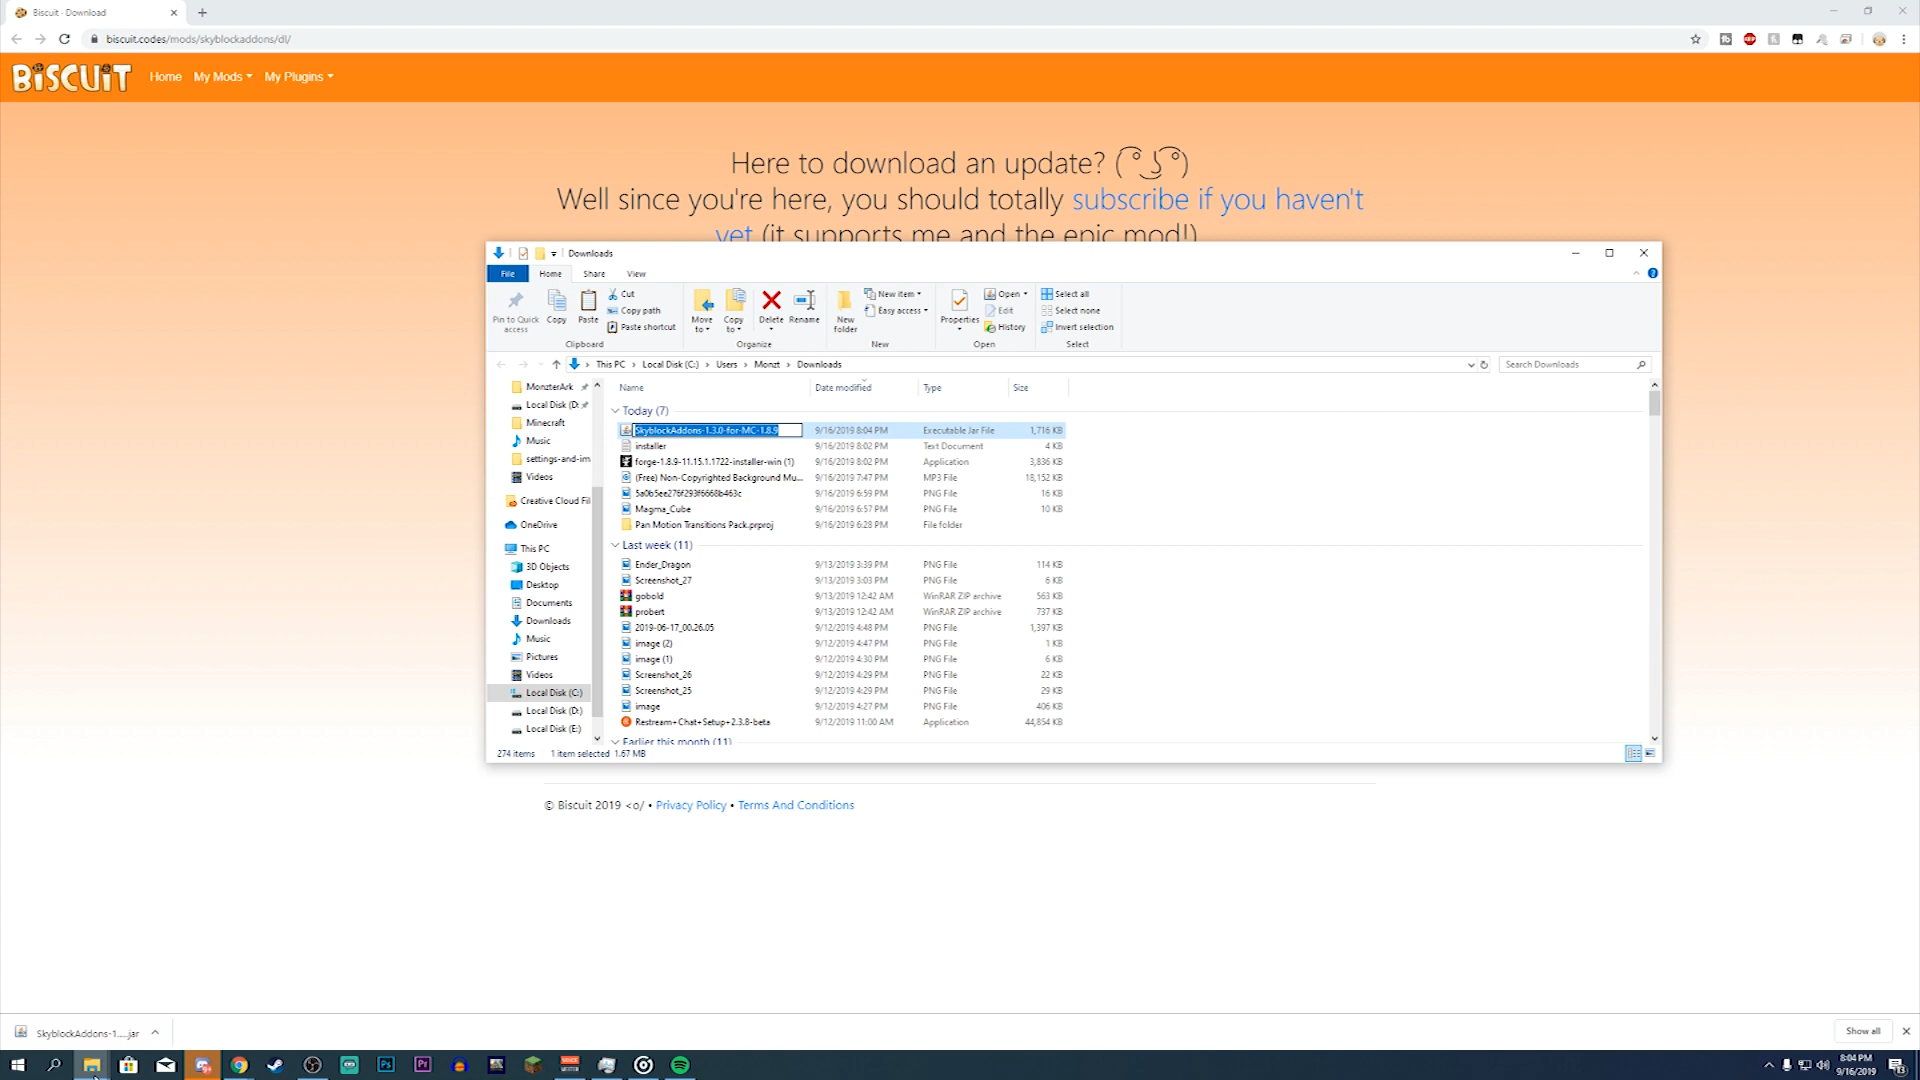 Biscuit - Download
biscuit.codes/mods/skyblockaddons/dl/
BiSCUiT
Home My Mods My Plugins
Here to download an update? ( ͡° ͜ʖ ͡°)
Well since you're here, you should totally subscribe if you haven't
yet (it supports me and the epic mod!)
Downloads
File Home Share View
Pin to Quick access
Copy
Paste
Cut
Copy path
Paste shortcut
Clipboard
Move to
Copy to
Delete
Rename
Organize
New folder
New item
Easy access
New
Properties
Open
Edit
History
Open
Select all
Select none
Invert selection
Select
This PC Local Disk (C:) Users Monzt Downloads
Search Downloads
MonzterArk
Local Disk (D:
Minecraft
Music
settings-and-im
Videos
Creative Cloud Fil
OneDrive
This PC
3D Objects
Desktop
Documents
Downloads
Music
Pictures
Videos
Local Disk (C:)
Local Disk (D:)
Local Disk (E:)
Name Date modified Type Size
Today (7)
SkyblockAddons-1.3.0-for-MC-1.8.9 9/16/2019 8:04 PM Executable Jar File 1,716 KB
installer 9/16/2019 8:02 PM Text Document 4 KB
forge-1.8.9-11.15.1.1722-installer-win (1) 9/16/2019 8:02 PM Application 3,836 KB
(Free) Non-Copyrighted Background Mu... 9/16/2019 7:47 PM MP3 File 18,152 KB
5a0b5ee276f293f6668b463c 9/16/2019 6:59 PM PNG File 16 KB
Magma_Cube 9/16/2019 6:57 PM PNG File 10 KB
Pan Motion Transitions Pack.prproj 9/16/2019 6:28 PM File folder
Last week (11)
Ender_Dragon 9/13/2019 3:39 PM PNG File 114 KB
Screenshot_27 9/13/2019 3:03 PM PNG File 6 KB
gobold 9/13/2019 12:42 AM WinRAR ZIP archive 563 KB
probert 9/13/2019 12:42 AM WinRAR ZIP archive 737 KB
2019-06-17_00.26.05 9/12/2019 4:48 PM PNG File 1,397 KB
image (2) 9/12/2019 4:47 PM PNG File 1 KB
image (1) 9/12/2019 4:30 PM PNG File 6 KB
Screenshot_26 9/12/2019 4:29 PM PNG File 22 KB
Screenshot_25 9/12/2019 4:29 PM PNG File 29 KB
image 9/12/2019 4:27 PM PNG File 406 KB
Restream+Chat+Setup+2.3.8-beta 9/12/2019 11:00 AM Application 44,854 KB
Earlier this month (11)
274 items 1 item selected 1.67 MB
© Biscuit 2019 <o/ • Privacy Policy • Terms And Conditions
SkyblockAddons-1....jar
Show all
Ps
Pr
8:04 PM
9/16/2019